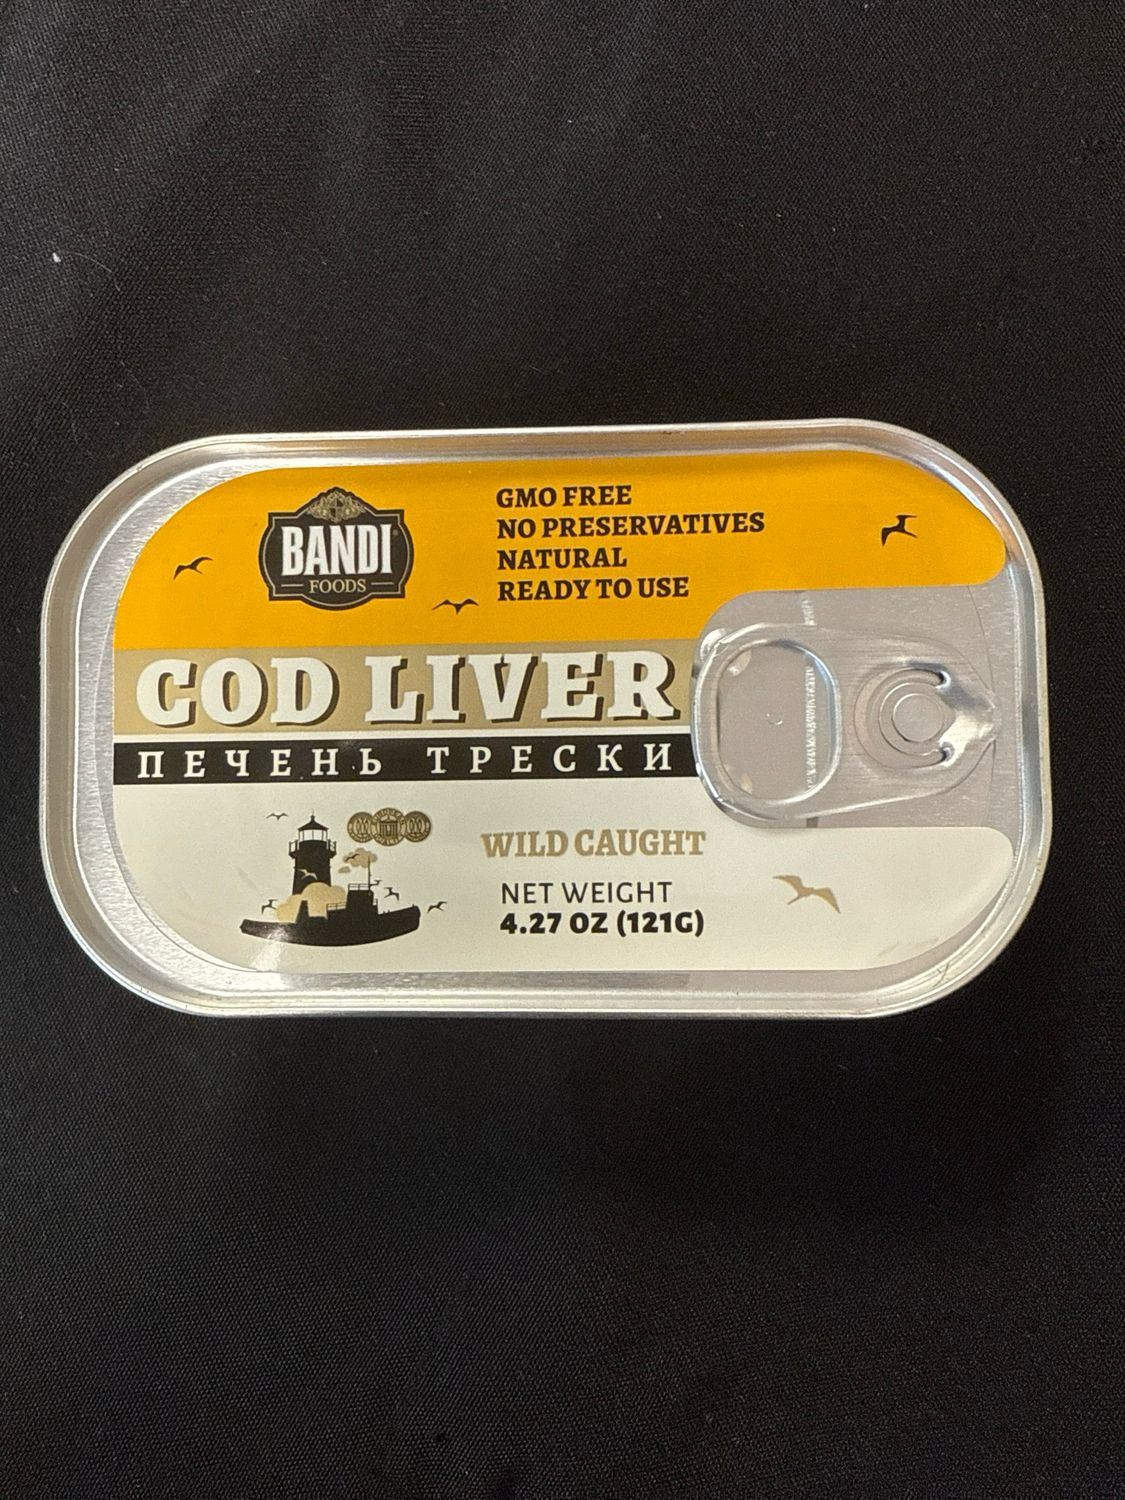 BANDI
FOODS
GMO FREE
NO PRESERVATIVES
NATURAL
READY TO USE
COD LIVER
ПЕЧЕНЬ ТРЕСКИ
WILD CAUGHT
NET WEIGHT
4.27 OZ (121G)